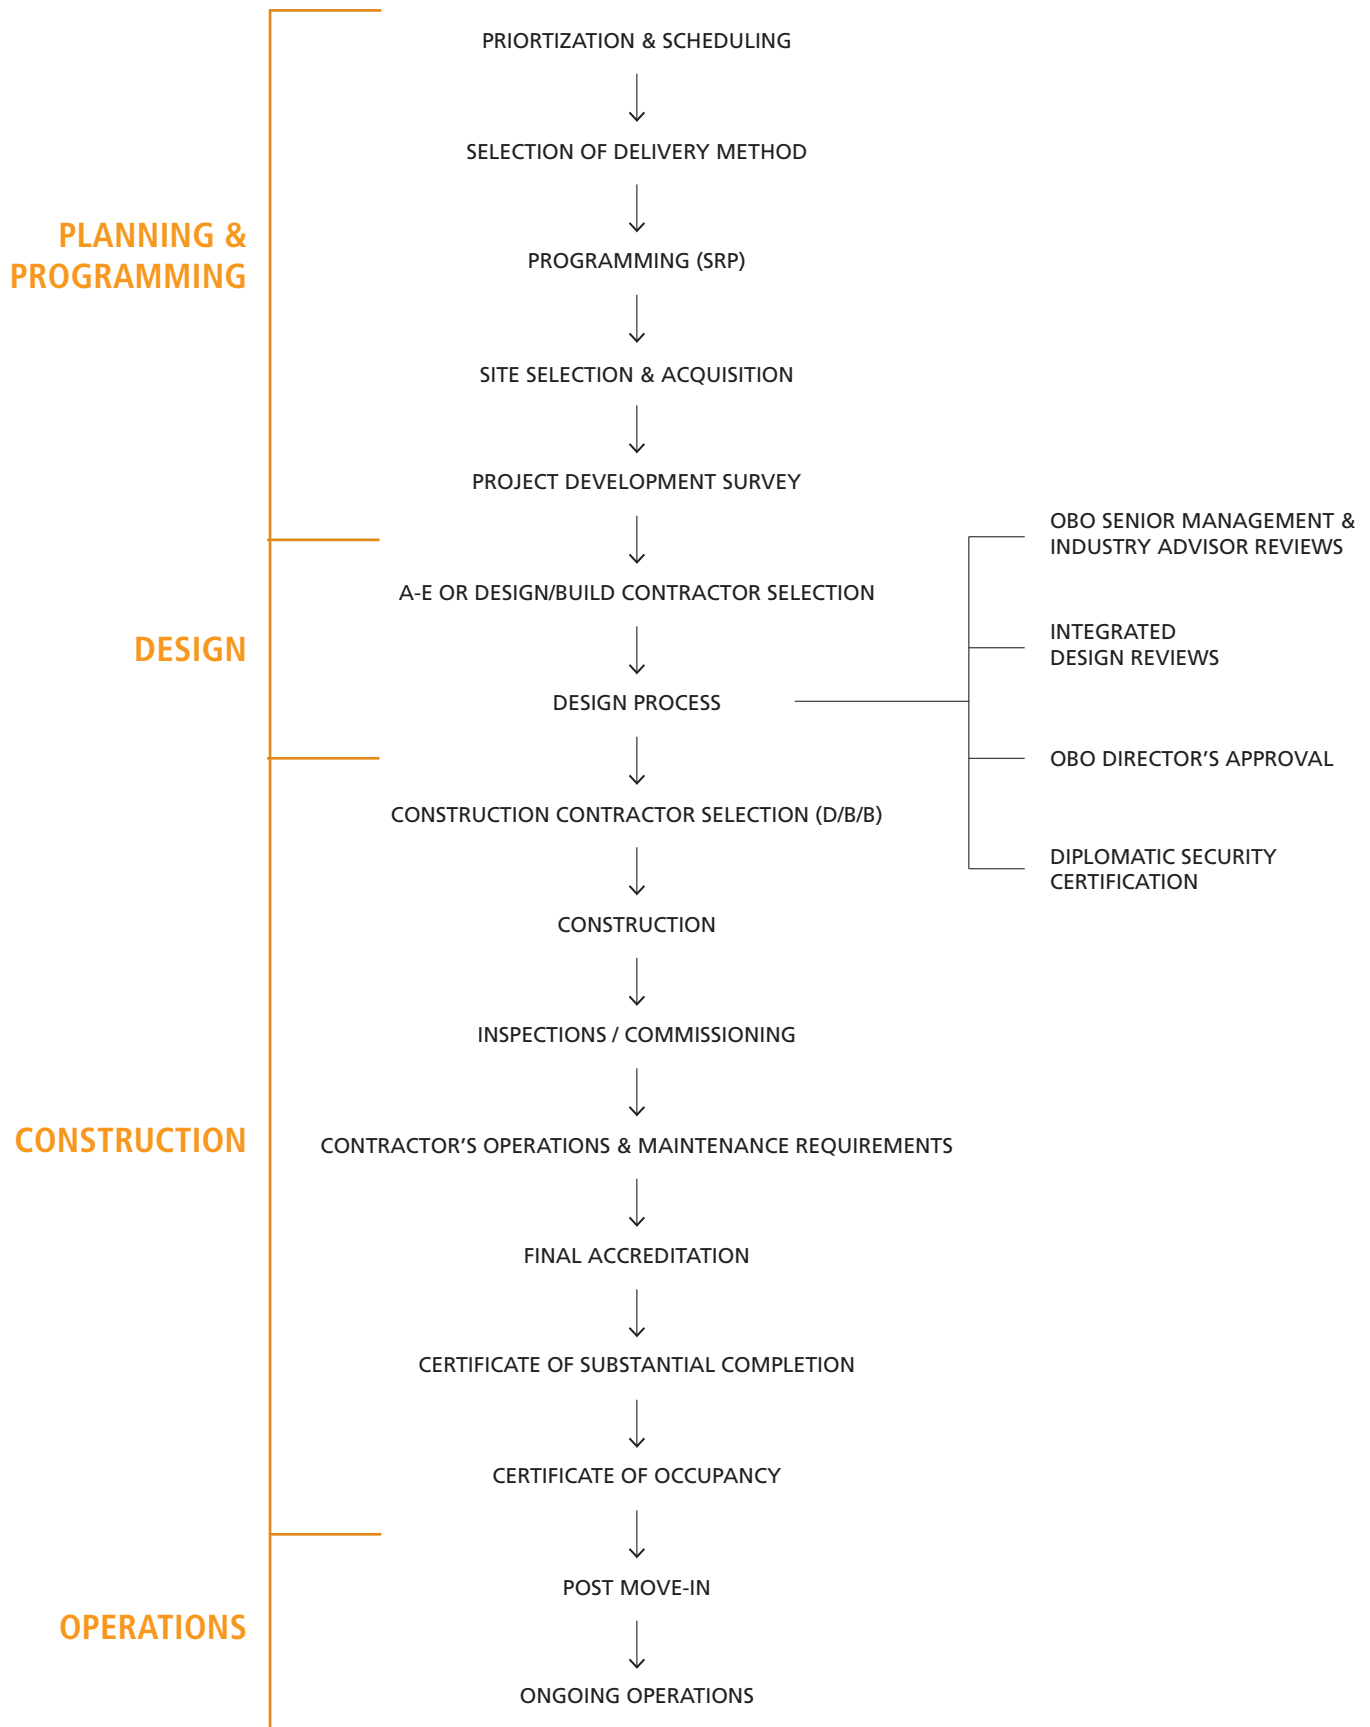 PRIORTIZATION & SCHEDULING
SELECTION OF DELIVERY METHOD
PLANNING &
PROGRAMMING
PROGRAMMING (SRP)
SITE SELECTION & ACQUISITION
PROJECT DEVELOPMENT SURVEY
A-E OR DESIGN/BUILD CONTRACTOR SELECTION
DESIGN
DESIGN PROCESS
OBO SENIOR MANAGEMENT &
INDUSTRY ADVISOR REVIEWS
INTEGRATED
DESIGN REVIEWS
OBO DIRECTOR’S APPROVAL
DIPLOMATIC SECURITY
CERTIFICATION
CONSTRUCTION CONTRACTOR SELECTION (D/B/B)
CONSTRUCTION
INSPECTIONS / COMMISSIONING
CONSTRUCTION
CONTRACTOR’S OPERATIONS & MAINTENANCE REQUIREMENTS
FINAL ACCREDITATION
CERTIFICATE OF SUBSTANTIAL COMPLETION
CERTIFICATE OF OCCUPANCY
POST MOVE-IN
OPERATIONS
ONGOING OPERATIONS